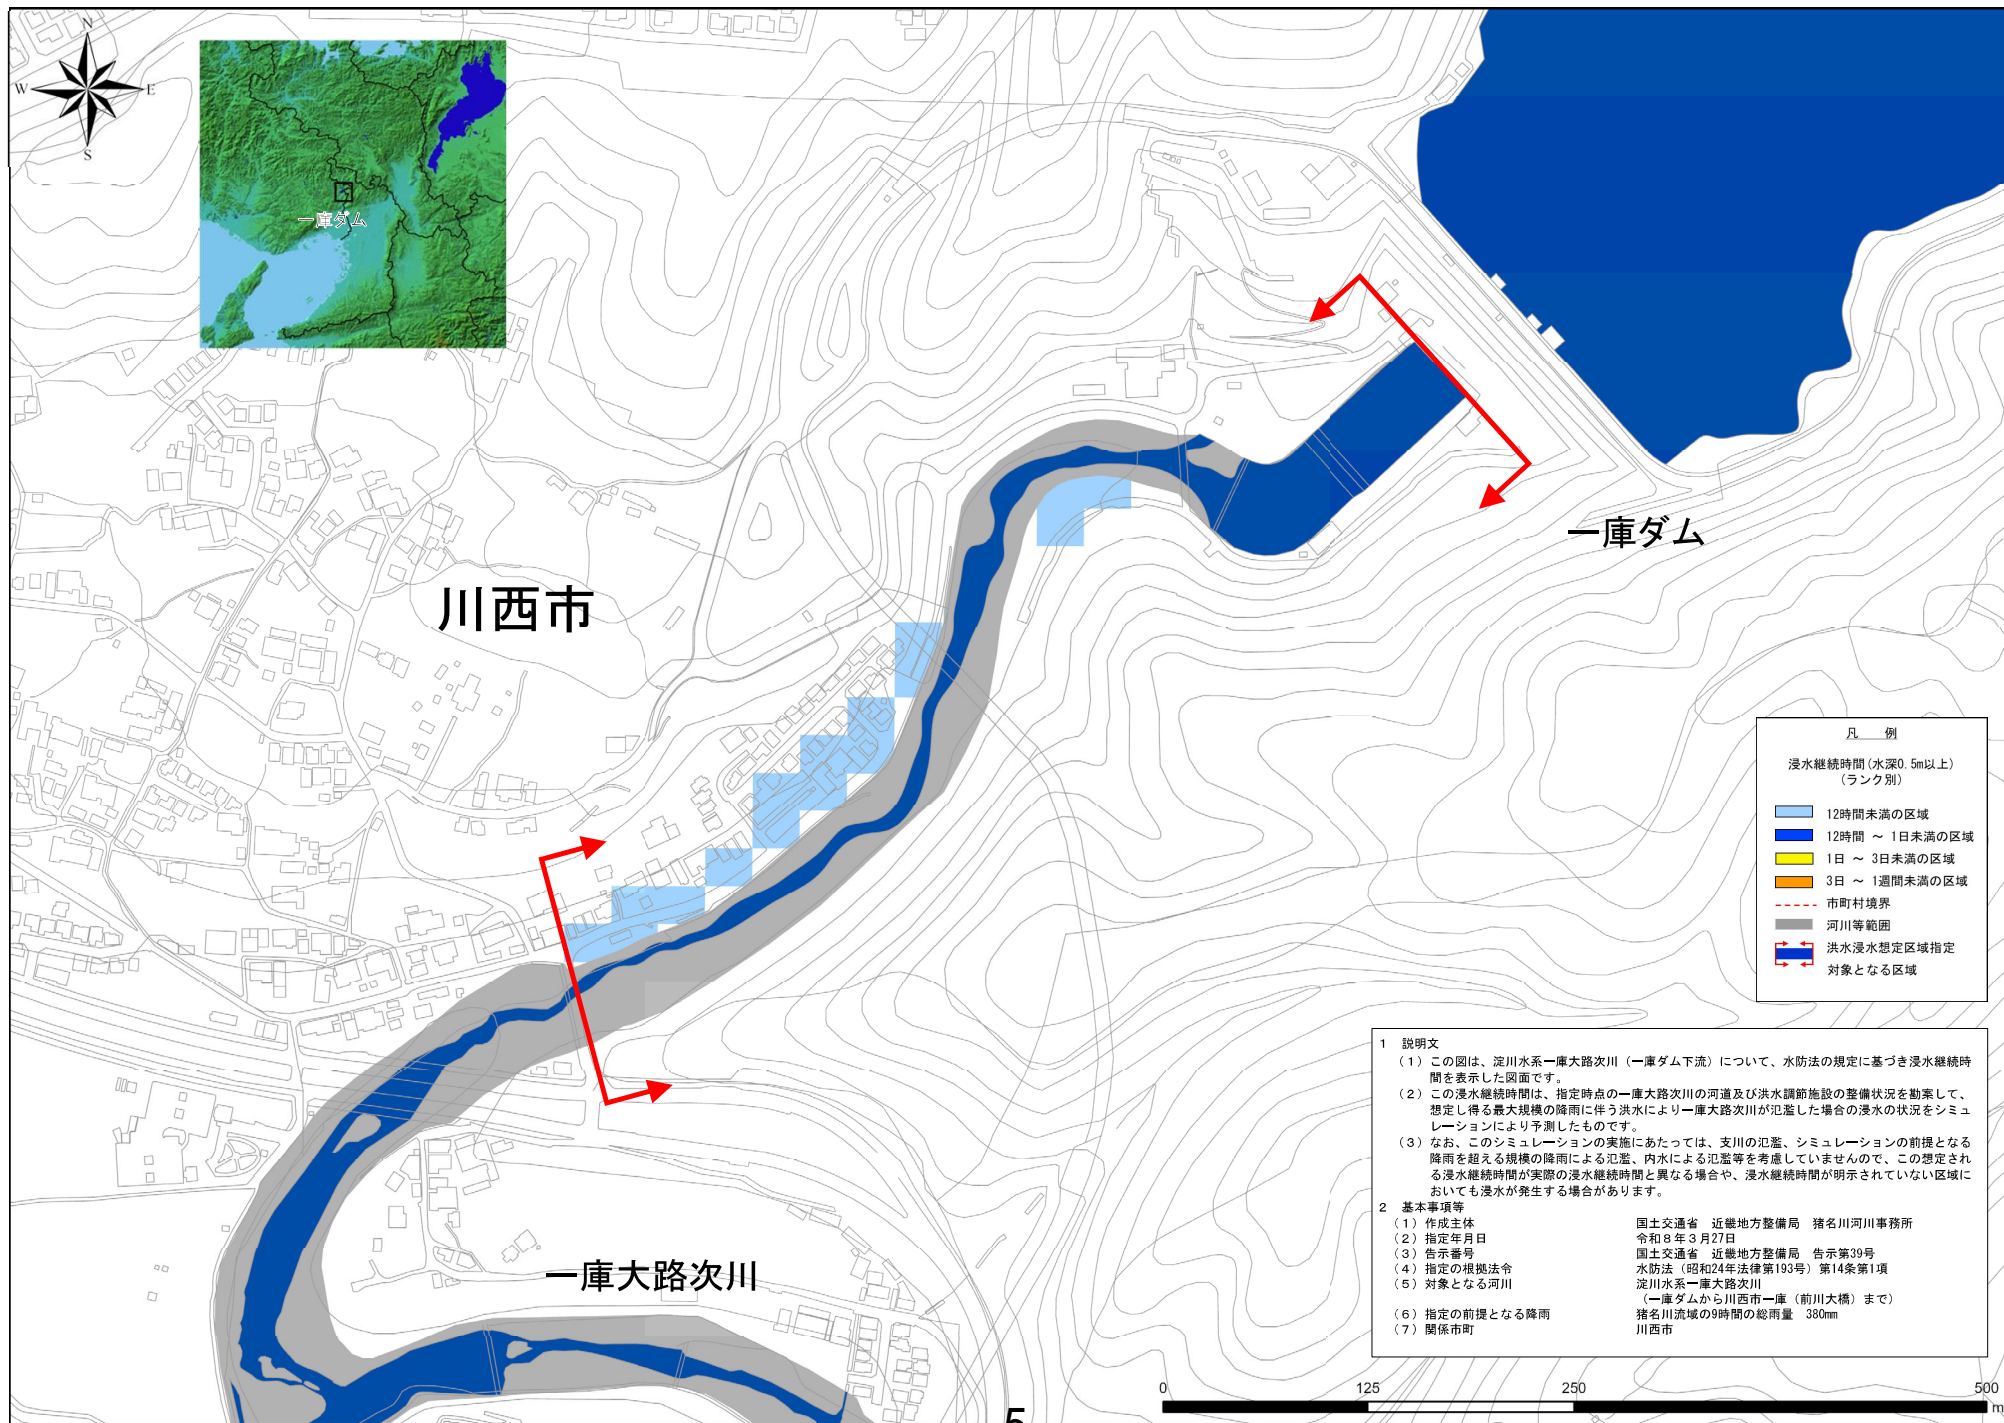 N
W
E
S
一庫ダム
川西市
一庫ダム
一庫大路次川
凡　例
浸水継続時間(水深0.5m以上)
(ランク別)
12時間未満の区域
12時間 ～ 1日未満の区域
1日 ～ 3日未満の区域
3日 ～ 1週間未満の区域
市町村境界
河川等範囲
洪水浸水想定区域指定
対象となる区域
1　説明文
（1）この図は、淀川水系一庫大路次川（一庫ダム下流）について、水防法の規定に基づき浸水継続時
間を表示した図面です。
（2）この浸水継続時間は、指定時点の一庫大路次川の河道及び洪水調節施設の整備状況を勘案して、
想定し得る最大規模の降雨に伴う洪水により一庫大路次川が氾濫した場合の浸水の状況をシミュ
レーションにより予測したものです。
（3）なお、このシミュレーションの実施にあたっては、支川の氾濫、シミュレーションの前提となる
降雨を超える規模の降雨による氾濫、内水による氾濫等を考慮していませんので、この想定され
る浸水継続時間が実際の浸水継続時間と異なる場合や、浸水継続時間が明示されていない区域に
おいても浸水が発生する場合があります。
2　基本事項等
（1）作成主体　国土交通省　近畿地方整備局　猪名川河川事務所
（2）指定年月日　令和8年3月27日
（3）告示番号　国土交通省　近畿地方整備局　告示第39号
（4）指定の根拠法令　水防法（昭和24年法律第193号）第14条第1項
（5）対象となる河川　淀川水系一庫大路次川
（一庫ダムから川西市一庫（前川大橋）まで）
（6）指定の前提となる降雨　猪名川流域の9時間の総雨量　380mm
（7）関係市町　川西市
0　125　250　500
m
5